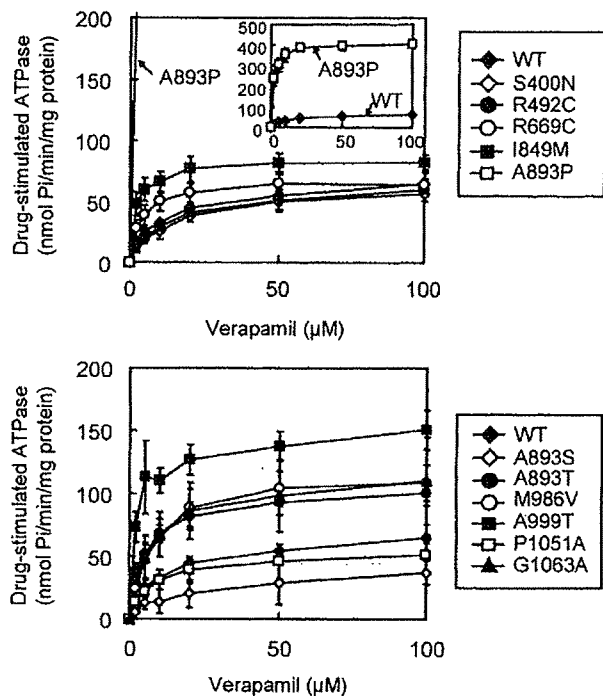 Drug-stimulated ATPase
(nmol Pi/min/mg protein)
200
150
100
50
0
A893P
500
400
300
200
100
0
A893P
WT
0
50
100
0
50
100
Verapamil (µM)
WT
S400N
R492C
R669C
I849M
A893P
Drug-stimulated ATPase
(nmol Pi/min/mg protein)
200
150
100
50
0
0
50
100
Verapamil (µM)
WT
A893S
A893T
M986V
A999T
P1051A
G1063A